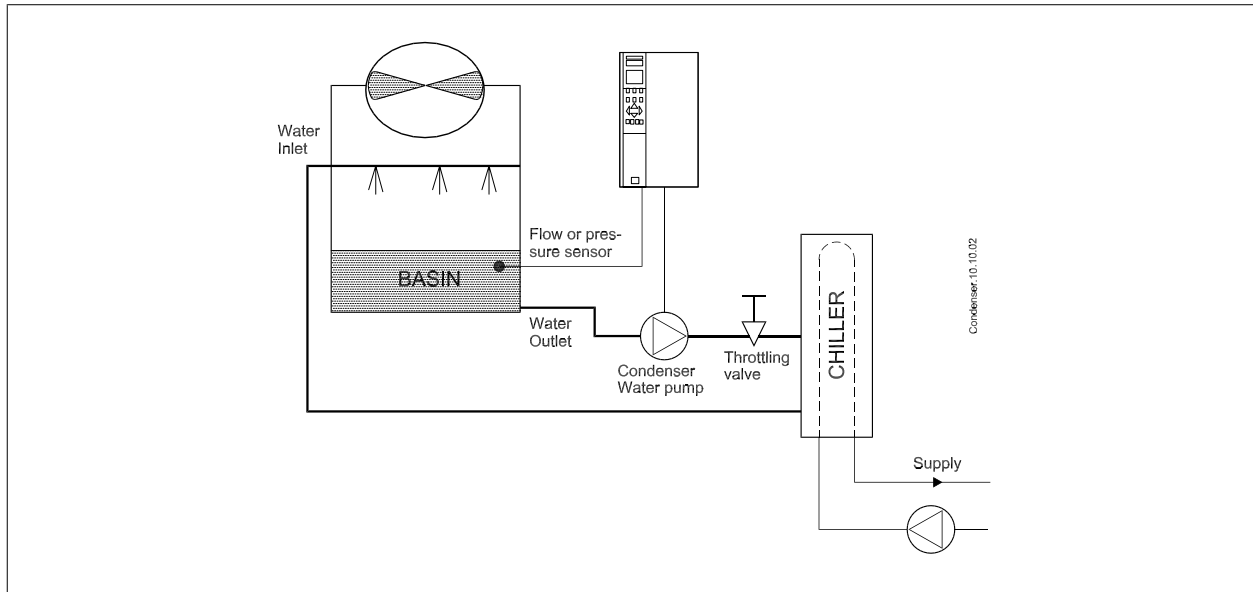 Water
Inlet
Flow or pres-
sure sensor
BASIN
Water
Outlet
Condenser
Water pump
Throttling
valve
CHILLER
Supply
Condenser.10.10.02